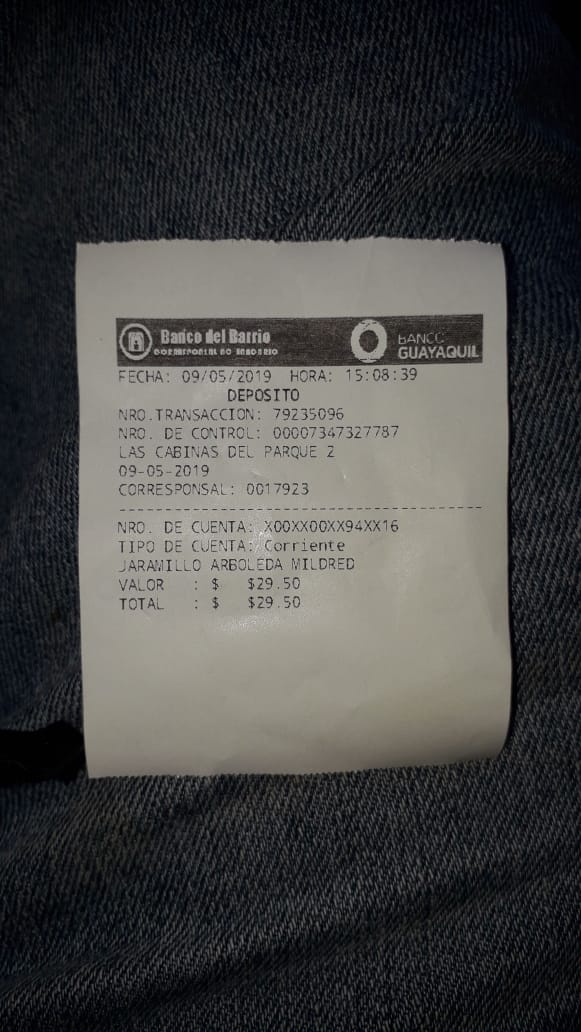 Banco del Barrio
CORRESPONSAL NO BANCARIO
BANCO
GUAYAQUIL
FECHA: 09/05/2019 HORA: 15:08:39
DEPOSITO
NRO.TRANSACCION: 79235096
NRO. DE CONTROL: 00007347327787
LAS CABINAS DEL PARQUE 2
09-05-2019
CORRESPONSAL: 0017923
NRO. DE CUENTA: X00XX00XX94XX16
TIPO DE CUENTA: Corriente
JARAMILLO ARBOLEDA MILDRED
VALOR : $ $29.50
TOTAL : $ $29.50